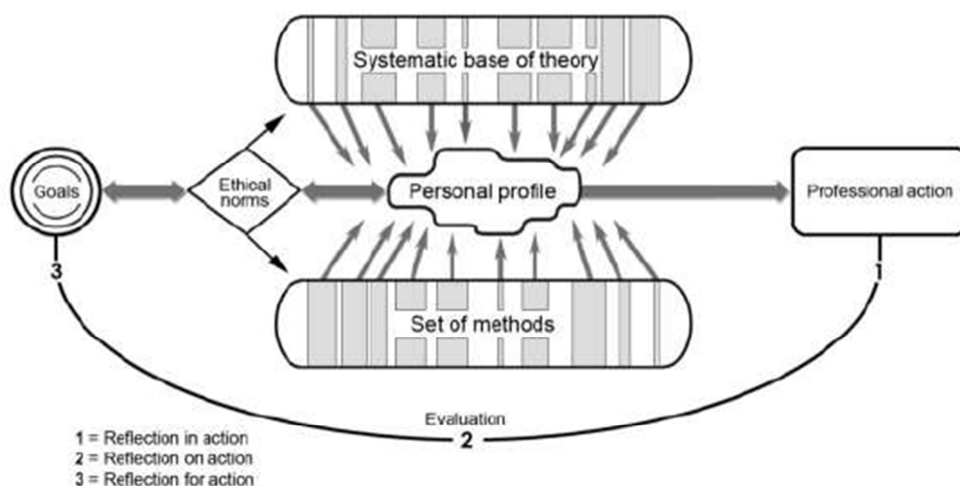 Systematic base of theory
Goals
Ethical
norms
Personal profile
Professional action
3
1
Set of methods
Evaluation
2
1 = Reflection in action
2 = Reflection on action
3 = Reflection for action